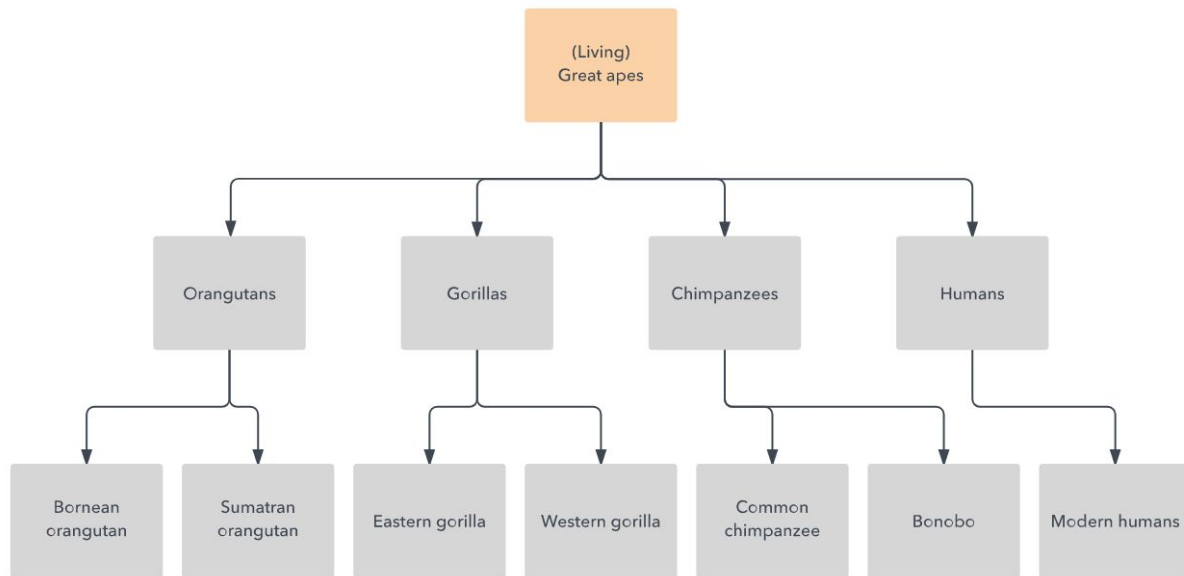 (Living)
Great apes
Orangutans
Gorillas
Chimpanzees
Humans
Bornean
orangutan
Sumatran
orangutan
Eastern gorilla
Western gorilla
Common
chimpanzee
Bonobo
Modern humans